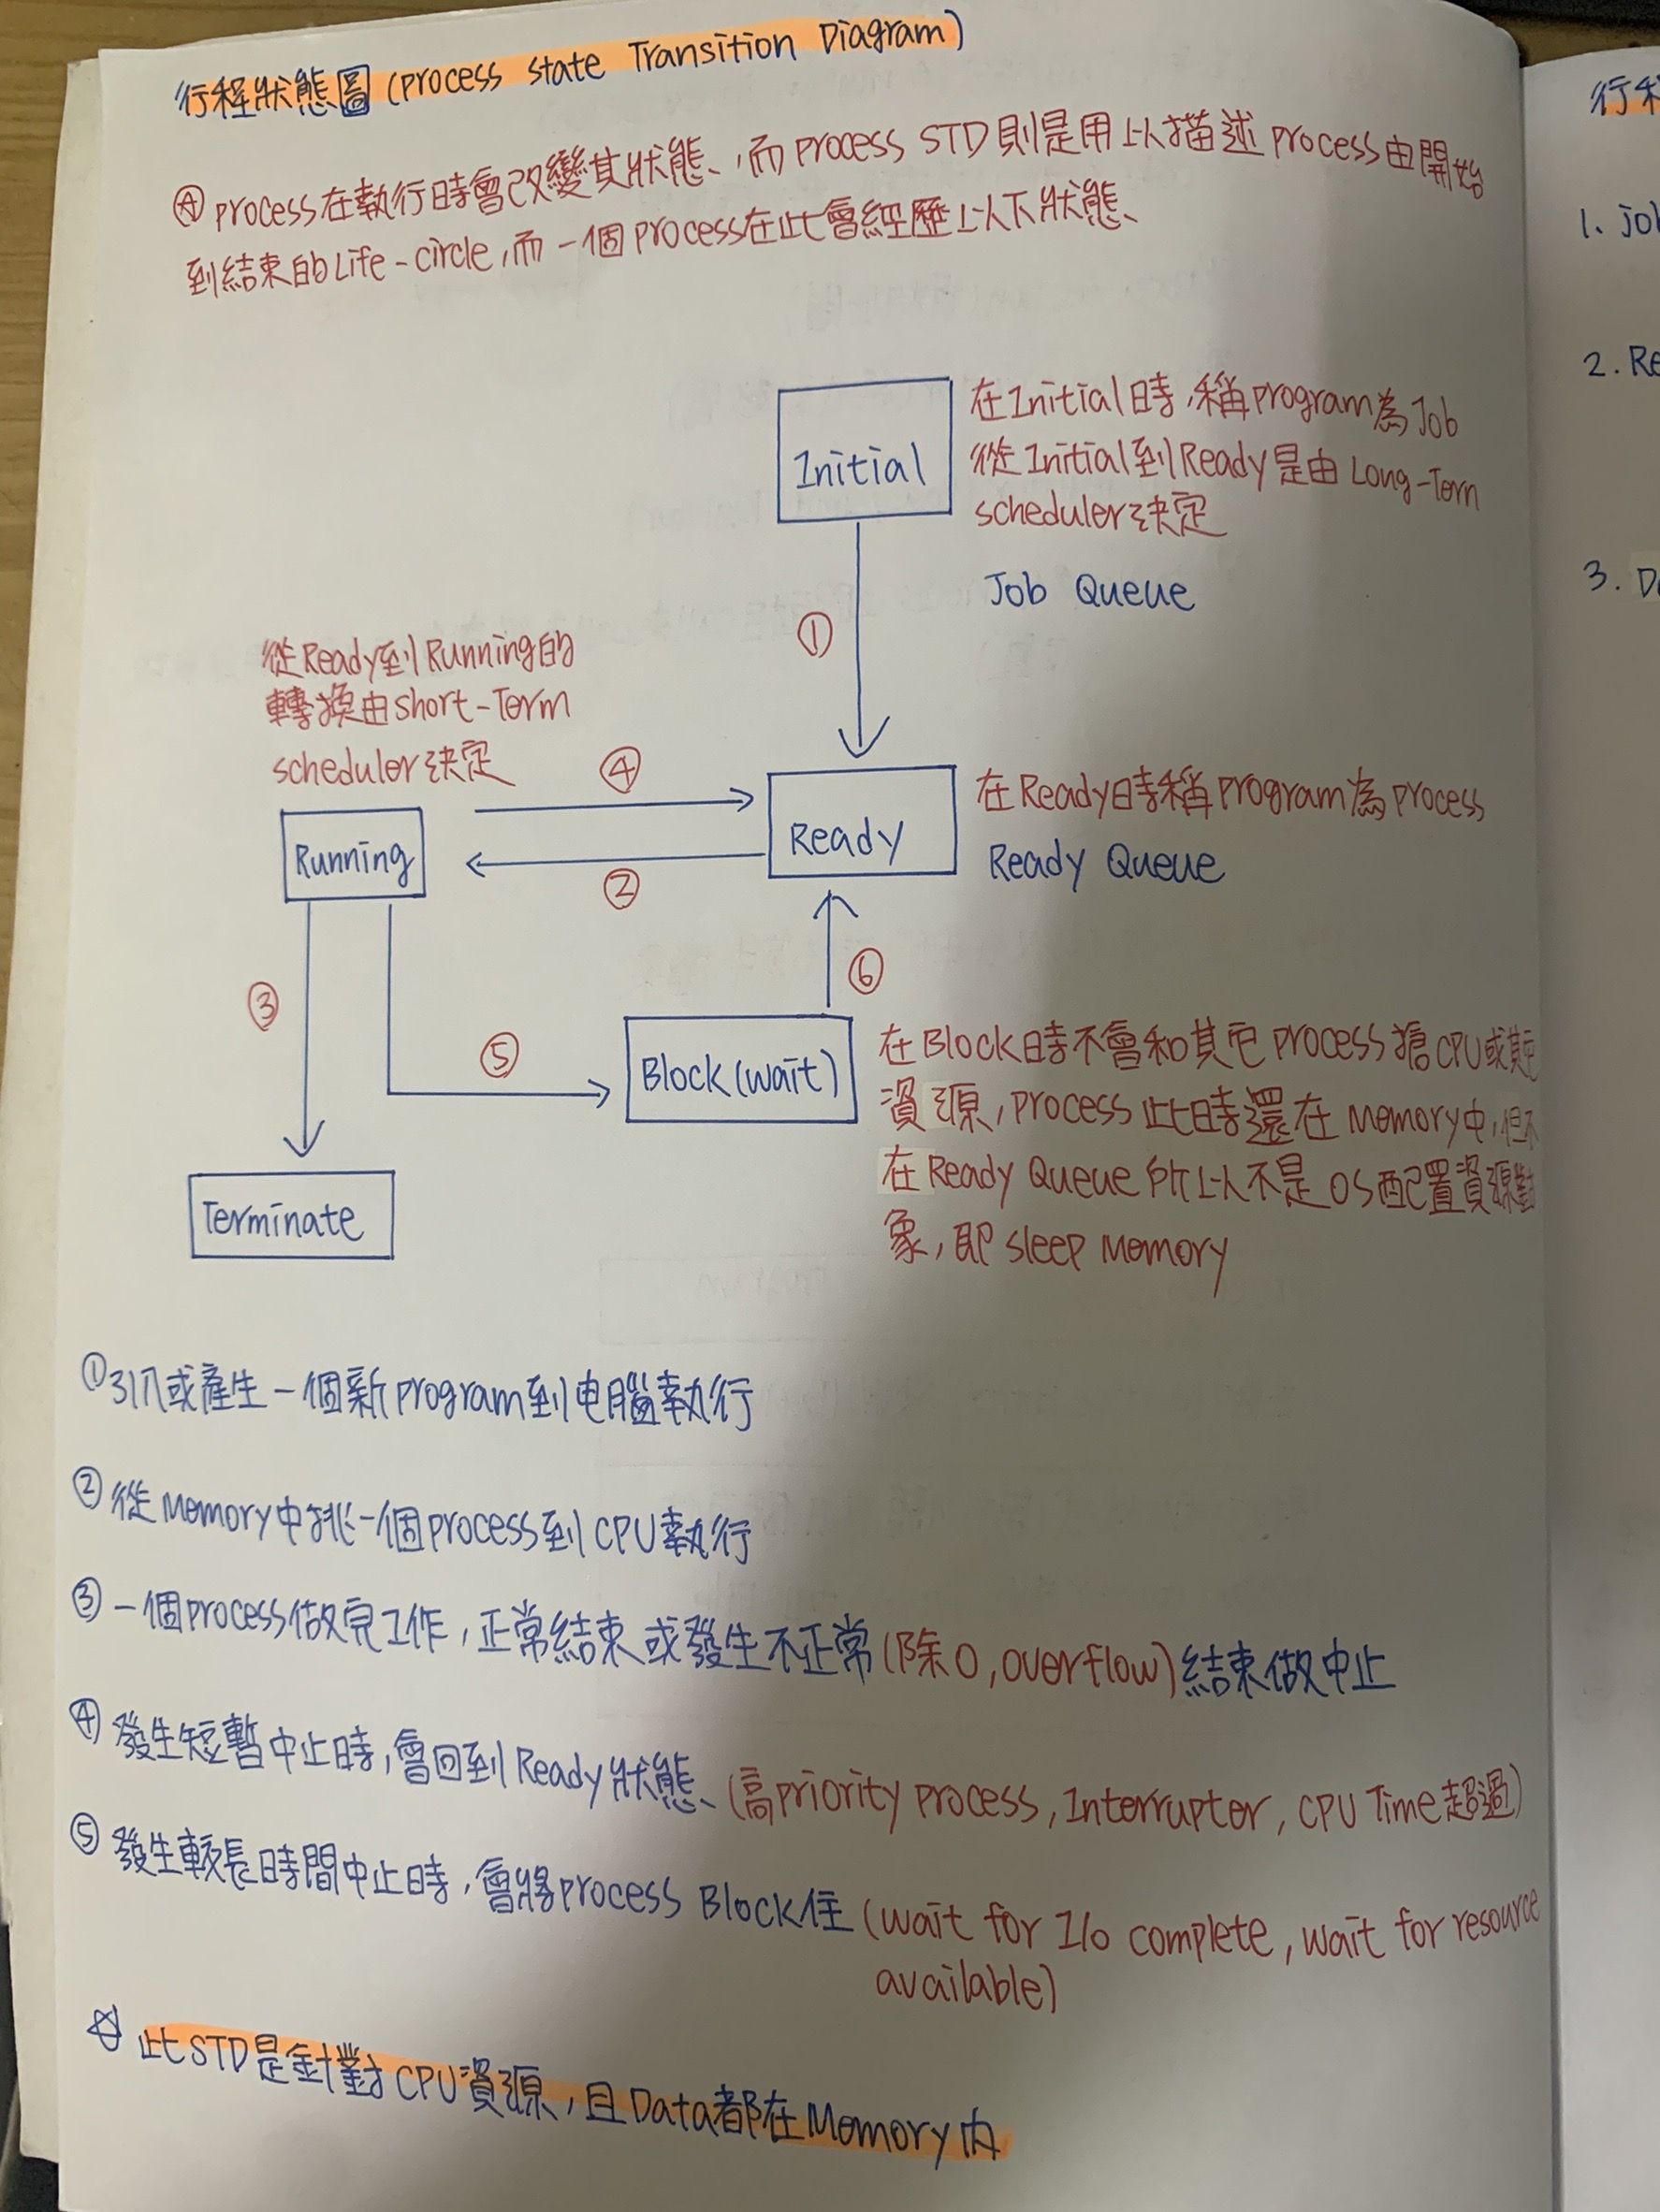 行程狀態圖(process state Transition Diagram)
process在執行時會改變其狀態,而process STD則是用以描述process由開始
到結束的Life-circle,而一個process在此會經歷以下狀態
Initial
在Initial時,稱program為Job
從Initial到Ready是由Long-Term
scheduler決定
Job Queue
①
從Ready到Running的
轉換由short-Term
scheduler決定
④
Running
Ready
在Ready時稱program為process
Ready Queue
②
③
⑥
⑤
Block(wait)
在Block時不會和其它process搶CPU或其它
資源,process此時還在Memory中,但不
在Ready Queue所以不是OS配置資源對
象,即sleep Memory
Terminate
①引入或產生一個新program到电腦執行
②從Memory中挑一個process到CPU執行
③一個process做完工作,正常結束或發生不正常(除0,overflow)結束做中止
④發生短暫中止時,會回到Ready狀態(高priority process,Interrupter,CPU Time超過)
⑤發生較長時間中止時,會將process Block住(wait for I/o complete,wait for resource
available)
此STD是針對CPU資源,且Data都在Memory内
行
1. Jo
2. Re
3. D